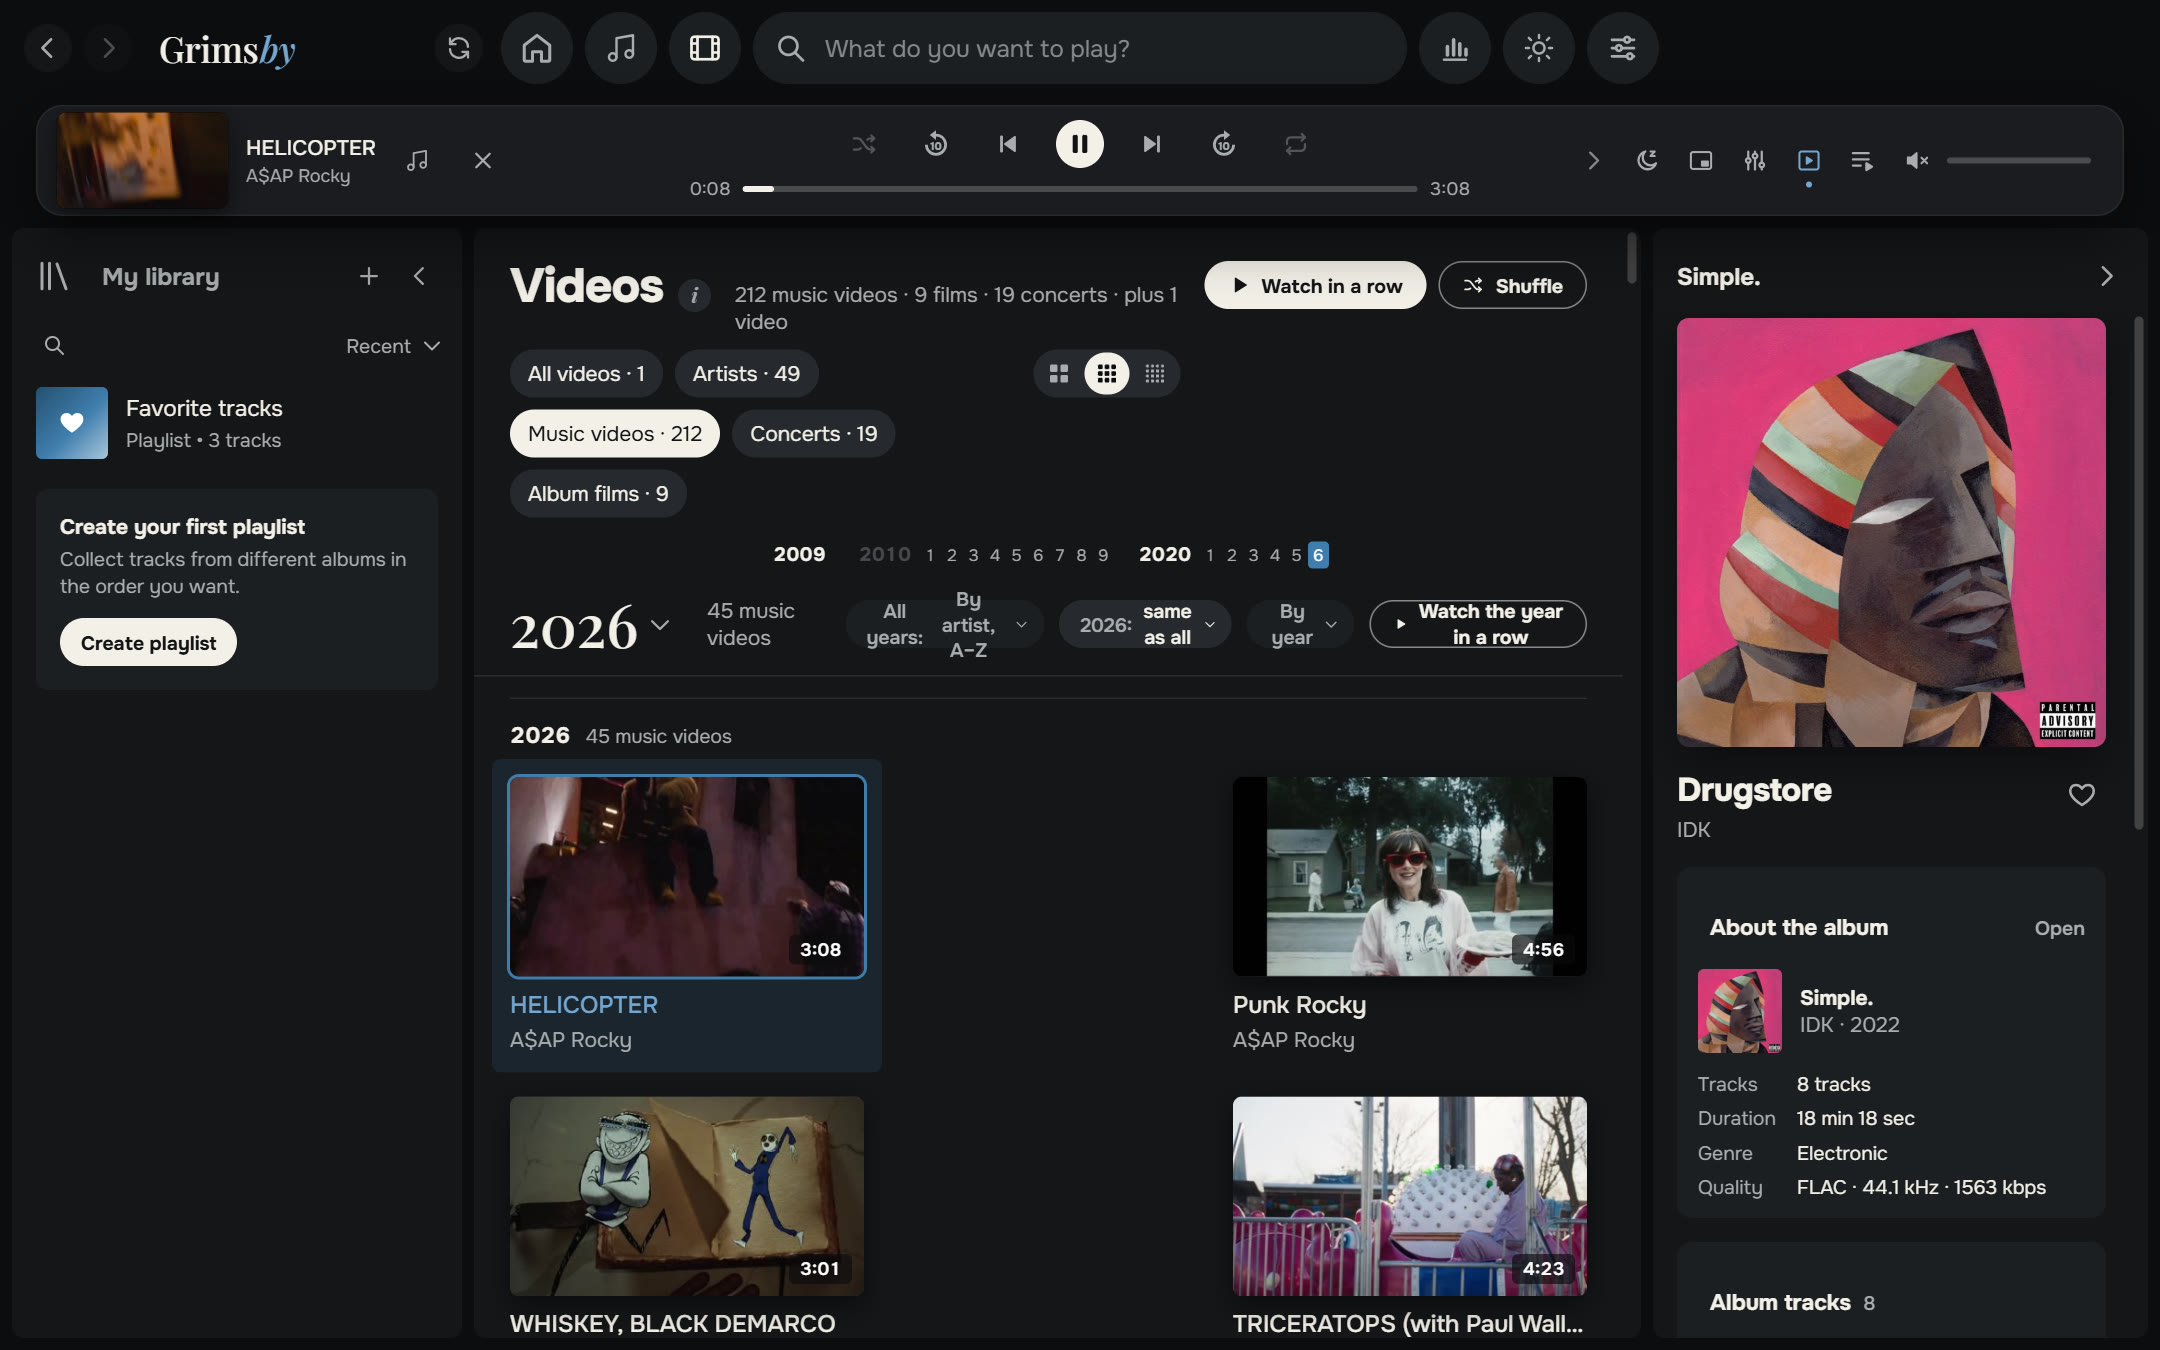 Grimsby
What do you want to play?
HELICOPTER
A$AP Rocky
10
10
0:08
3:08
My library
Recent
Favorite tracks
Playlist • 3 tracks
Create your first playlist
Collect tracks from different albums in
the order you want.
Create playlist
Videos
i
212 music videos · 9 films · 19 concerts · plus 1
video
Watch in a row
Shuffle
All videos · 1
Artists · 49
Music videos · 212
Concerts · 19
Album films · 9
2009 2010 1 2 3 4 5 6 7 8 9 2020 1 2 3 4 5 6
2026
45 music
videos
All
years:
By
artist,
A–Z
2026:
same
as all
By
year
Watch the year
in a row
2026 45 music videos
3:08
HELICOPTER
A$AP Rocky
4:56
Punk Rocky
A$AP Rocky
3:01
WHISKEY, BLACK DEMARCO
4:23
TRICERATOPS (with Paul Wall...
Simple.
PARENTAL
ADVISORY
EXPLICIT CONTENT
Drugstore
IDK
About the album
Open
Simple.
IDK · 2022
Tracks 8 tracks
Duration 18 min 18 sec
Genre Electronic
Quality FLAC · 44.1 kHz · 1563 kbps
Album tracks 8